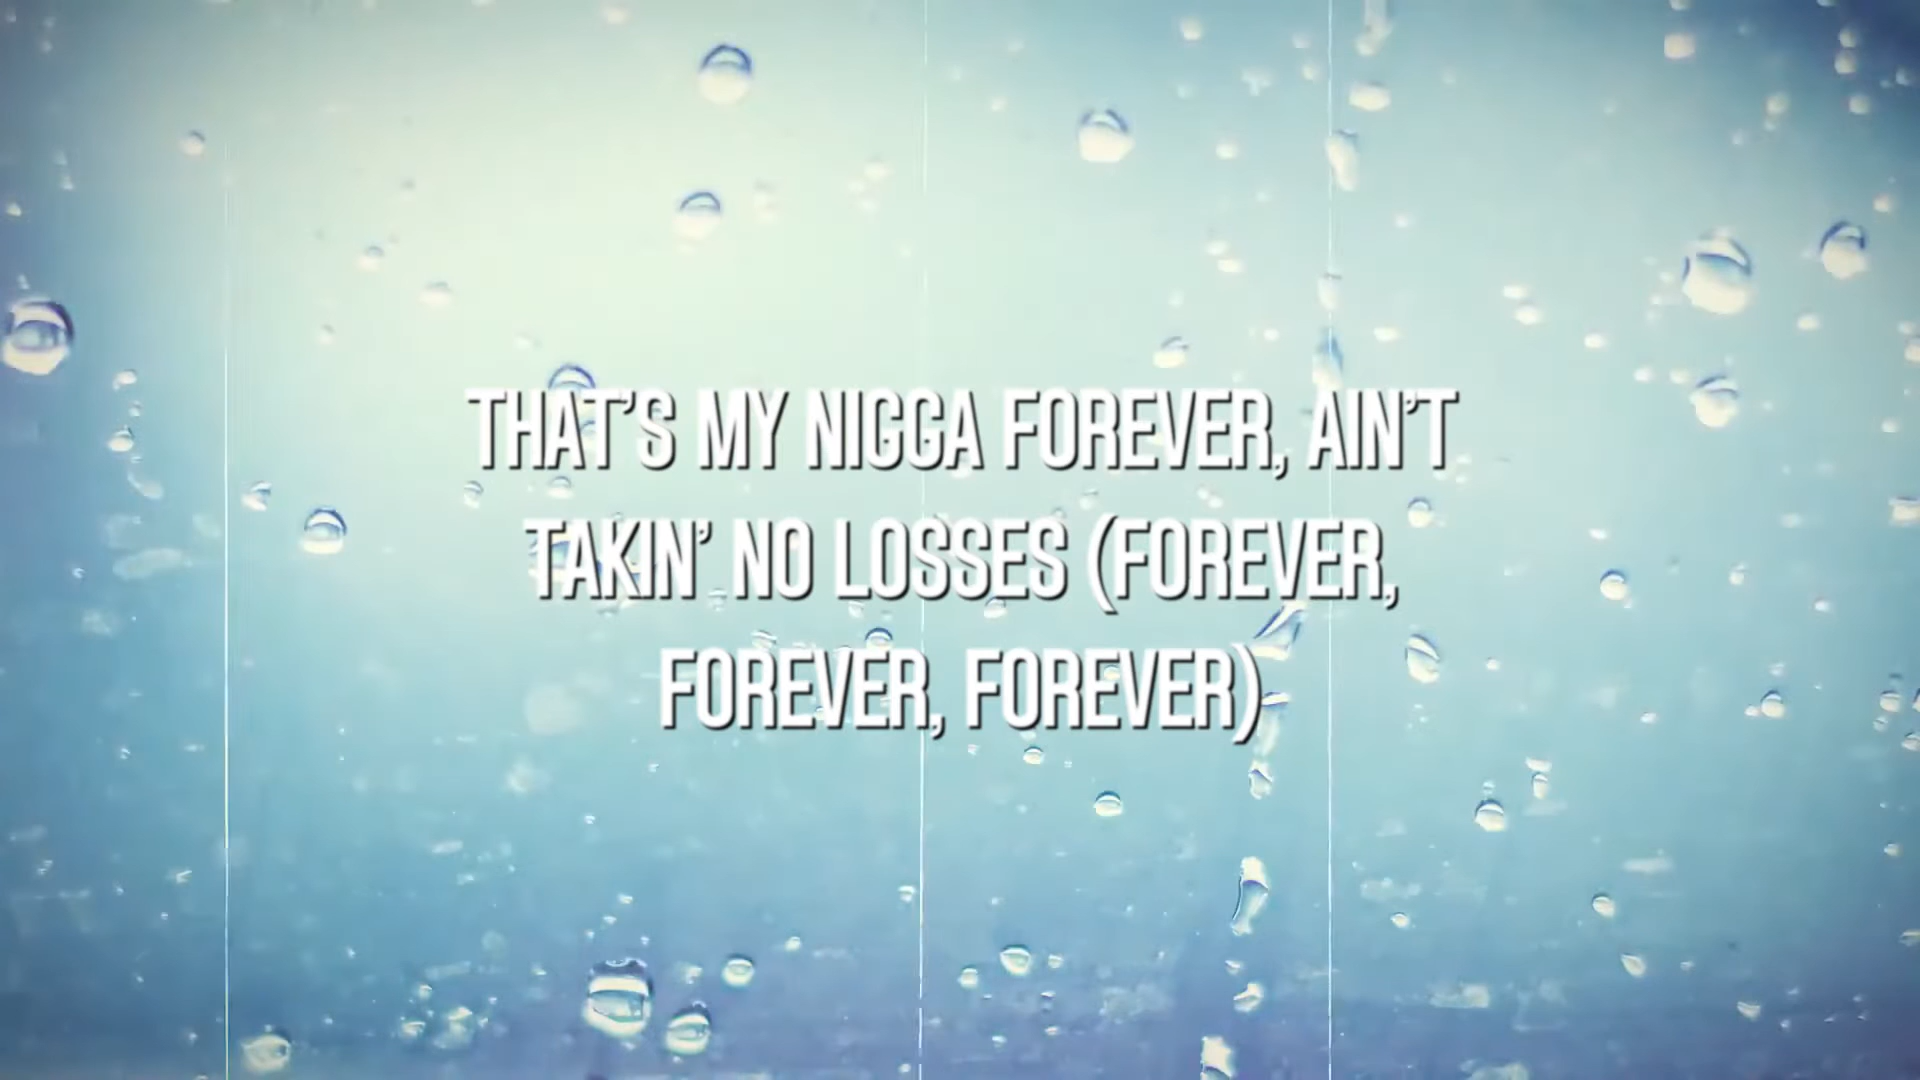 THAT'S MY NIGGA FOREVER, AIN'T
TAKIN' NO LOSSES (FOREVER,
FOREVER, FOREVER)